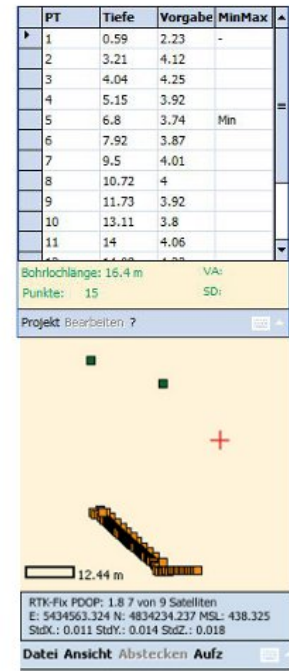 PT Tiefe Vorgabe MinMax
1 0.59 2.23 -
2 3.21 4.12
3 4.04 4.25
4 5.15 3.92
5 6.8 3.74 Min
6 7.92 3.87
7 9.5 4.01
8 10.72 4
9 11.73 3.92
10 13.11 3.8
11 14 4.06
Bohrlochlänge: 16.4 m VA:
Punkte: 15 SD:
Projekt Bearbeiten ?
12.44 m
RTK-Fix PDOP: 1.8 7 von 9 Satelliten
E: 5434563.324 N: 4834234.237 MSL: 438.325
StdX.: 0.011 StdY.: 0.014 StdZ.: 0.018
Datei Ansicht Abstecken Aufz